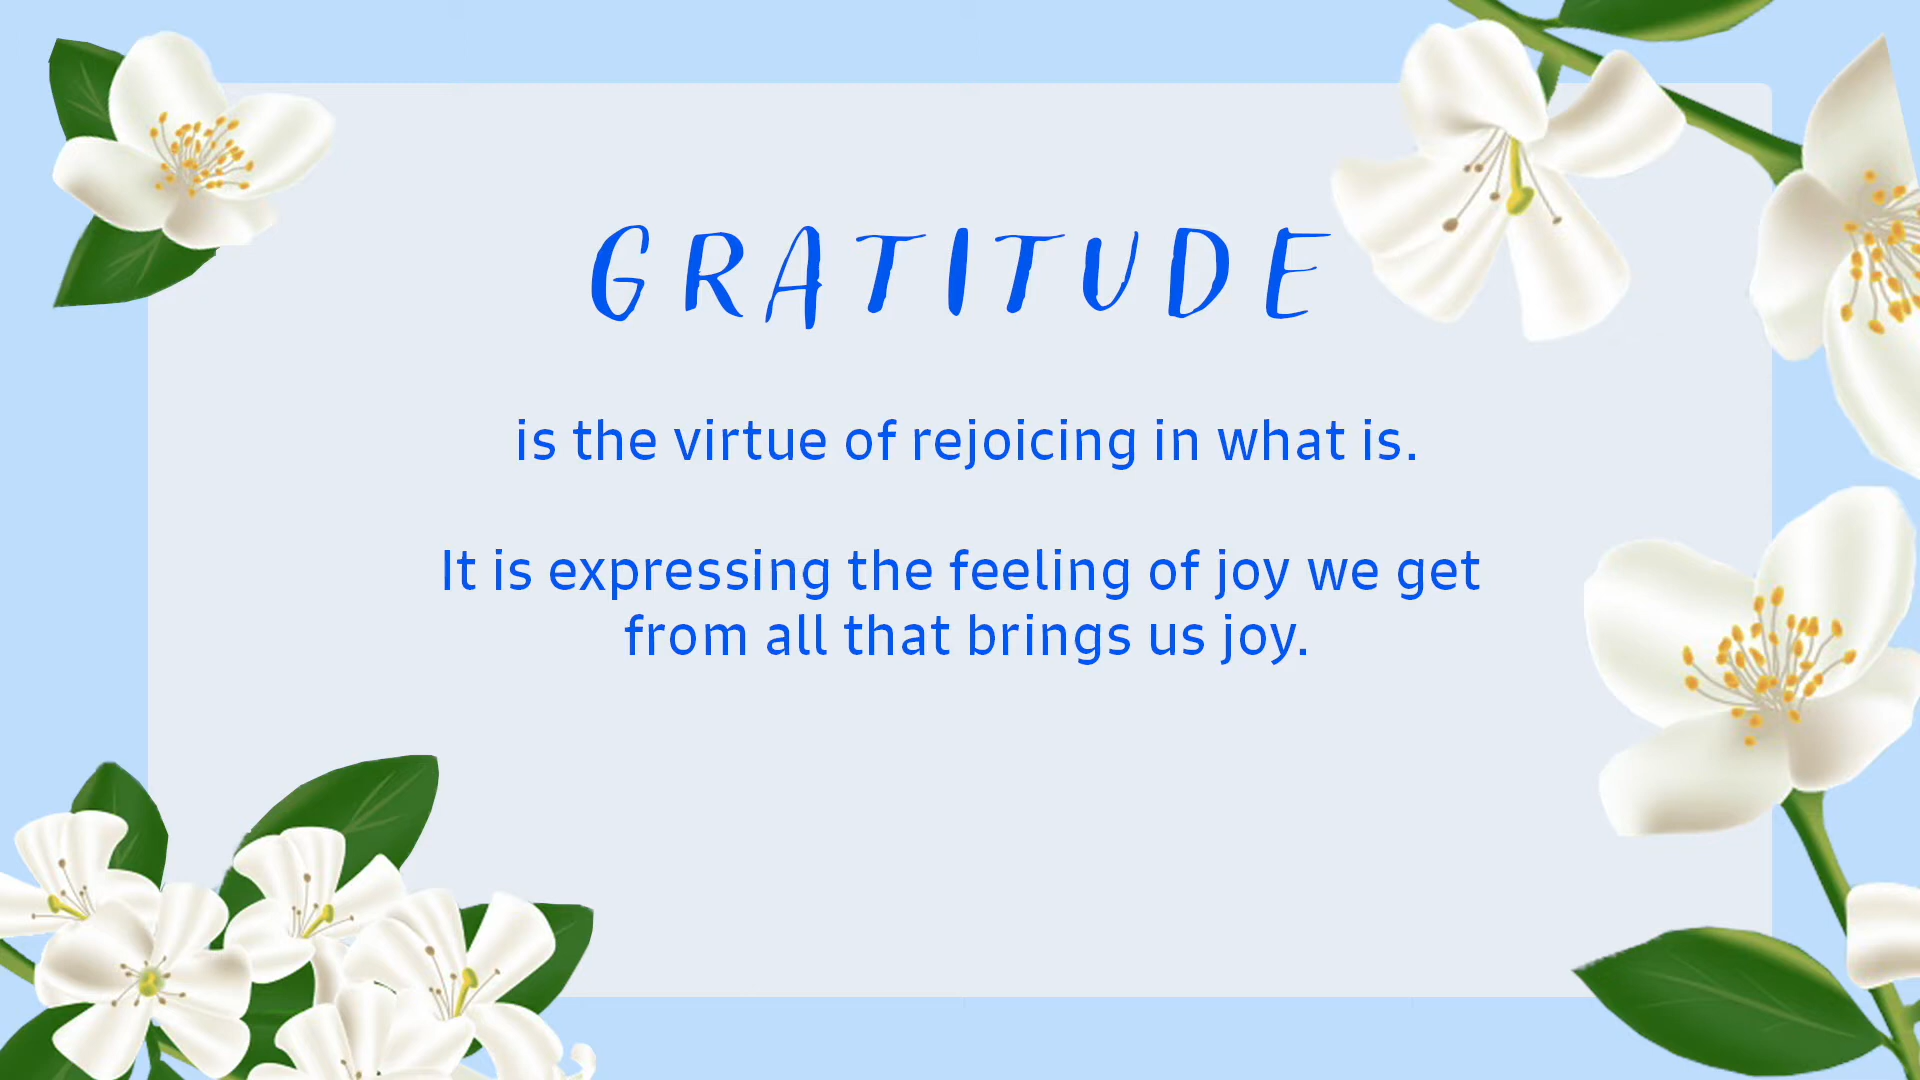 GRATITUDE
is the virtue of rejoicing in what is.
It is expressing the feeling of joy we get
from all that brings us joy.